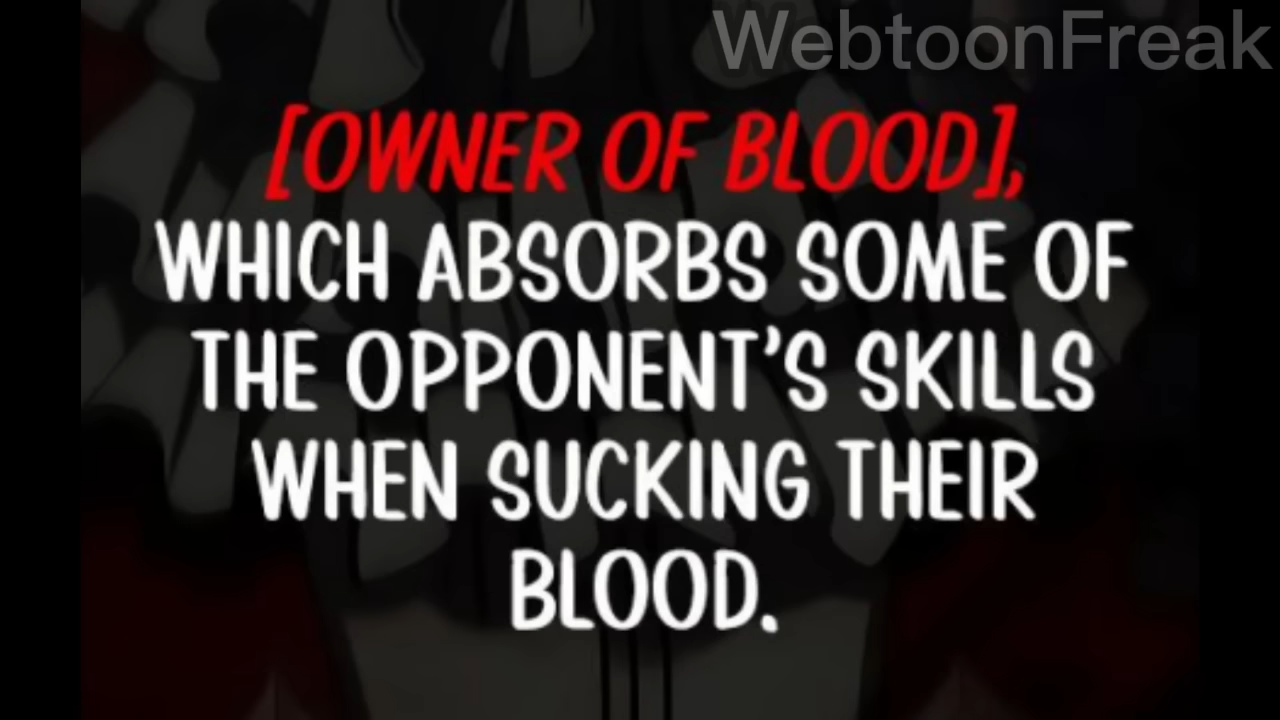 WebtoonFreak
[OWNER OF BLOOD],
WHICH ABSORBS SOME OF
THE OPPONENT'S SKILLS
WHEN SUCKING THEIR
BLOOD.